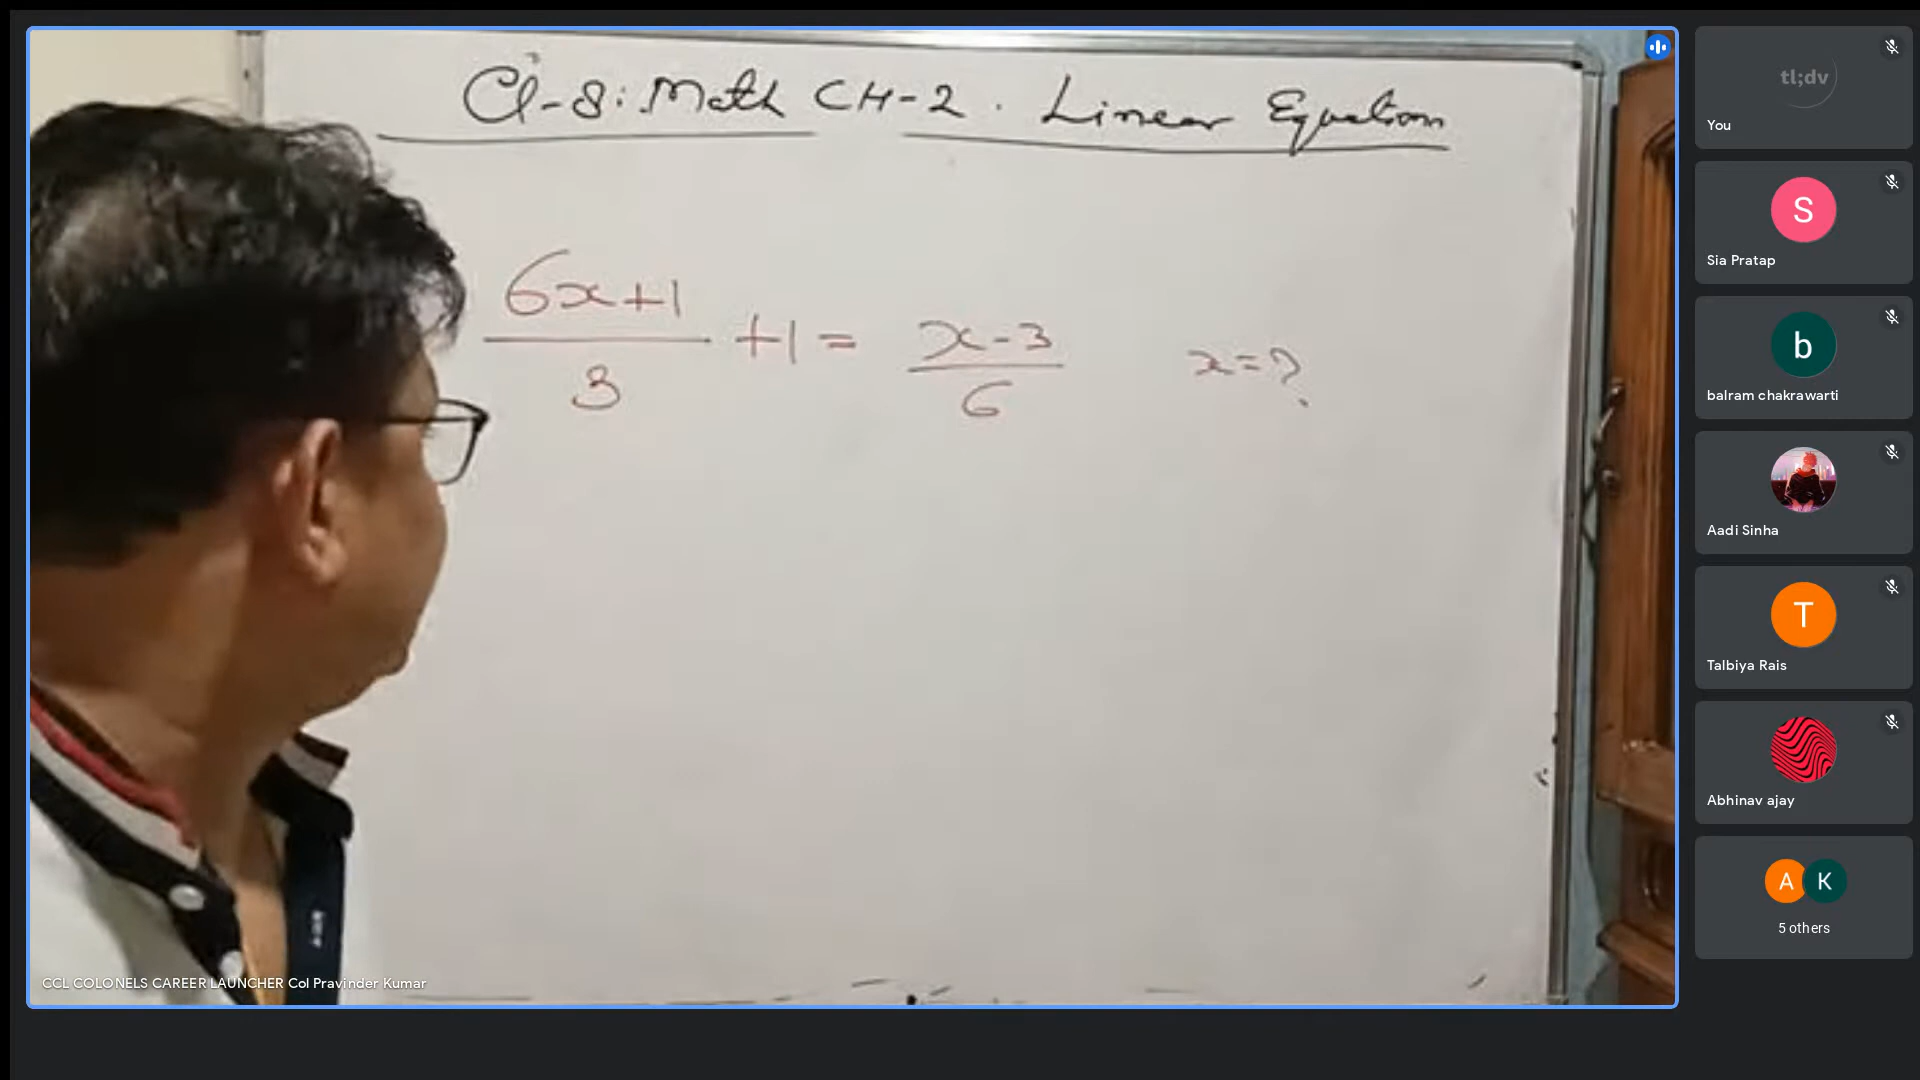 Cl-8: Math CH-2. Linear Equation
6x+1
3
+1 =
x-3
6
x=?
CCL COLONELS CAREER LAUNCHER Col Pravinder Kumar
tl;dv
You
S
Sia Pratap
b
balram chakrawarti
Aadi Sinha
T
Talbiya Rais
Abhinav ajay
A K
5 others